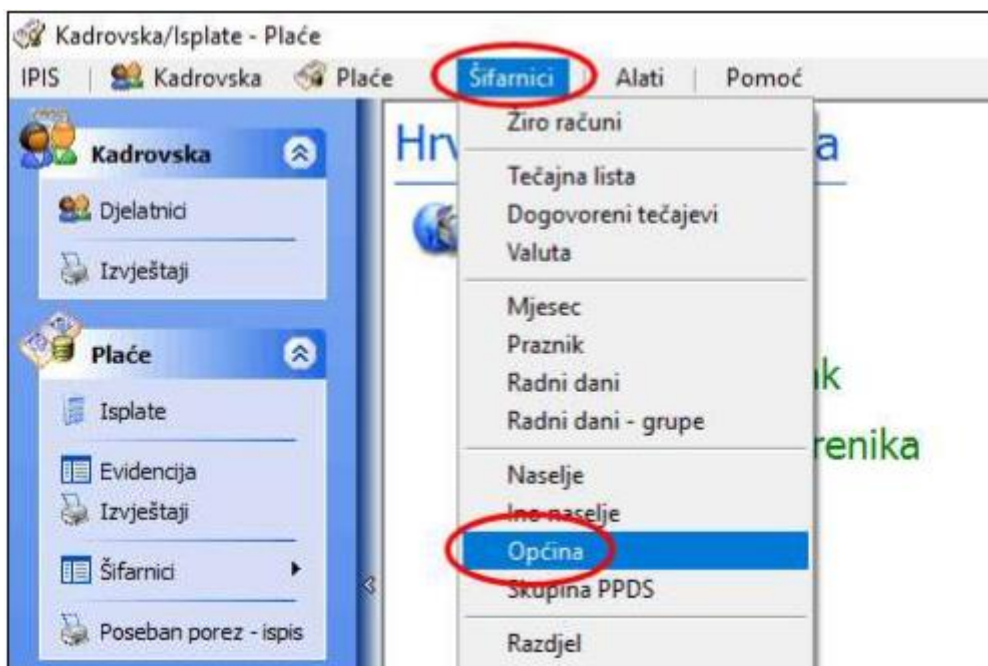 Kadrovska/Isplate - Plaće
IPIS | Kadrovska Plaće Šifarnici | Alati | Pomoć
Kadrovska
Djelatnici
Izvještaji
Plaće
Isplate
Evidencija
Izvještaji
Šifarnici
Poseban porez - ispis
Žiro računi
Tečajna lista
Dogovoreni tečajevi
Valuta
Mjesec
Praznik
Radni dani
Radni dani - grupe
Naselje
Ino naselje
Općina
Skupina PPDS
Razdjel